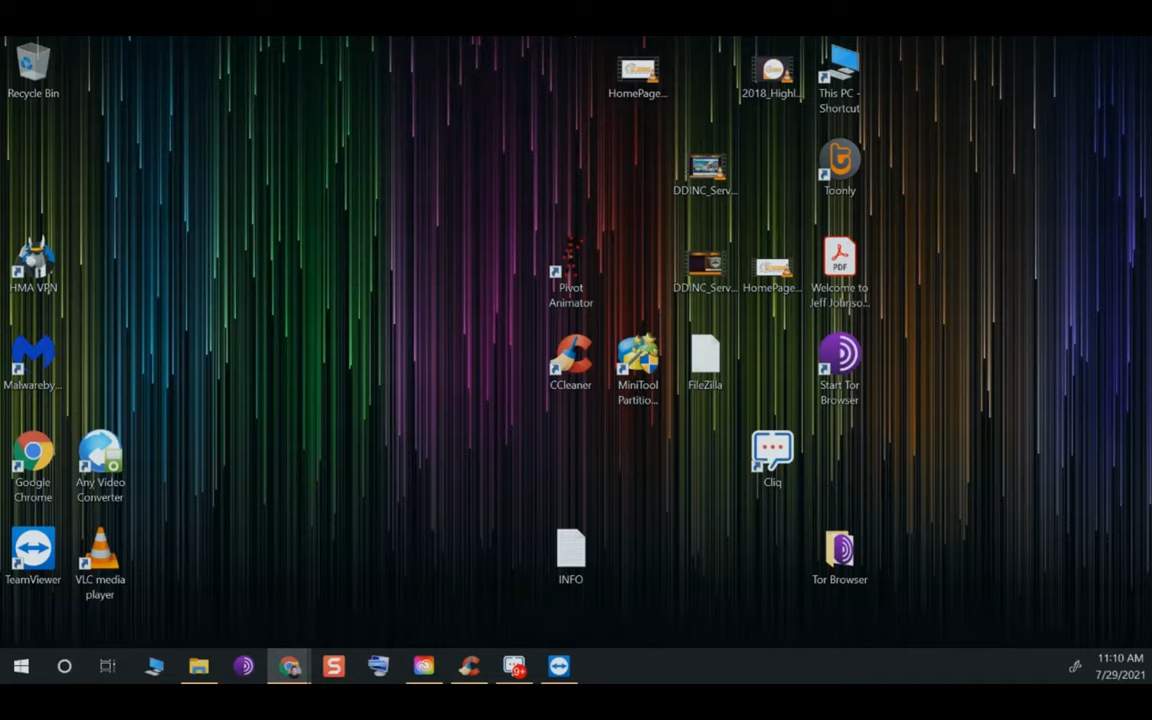 Recycle Bin
HomePage...
2018_Highl...
This PC -
Shortcut
DDINC_Serv...
Toonly
HMA VPN
Pivot
Animator
DDINC_Serv...
HomePage...
PDF
Welcome to
Jeff Johnso...
Malwareby...
CCleaner
MiniTool
Partitio...
FileZilla
Start Tor
Browser
Google
Chrome
Any Video
Converter
Cliq
TeamViewer
VLC media
player
INFO
Tor Browser
S
9+
11:10 AM
7/29/2021